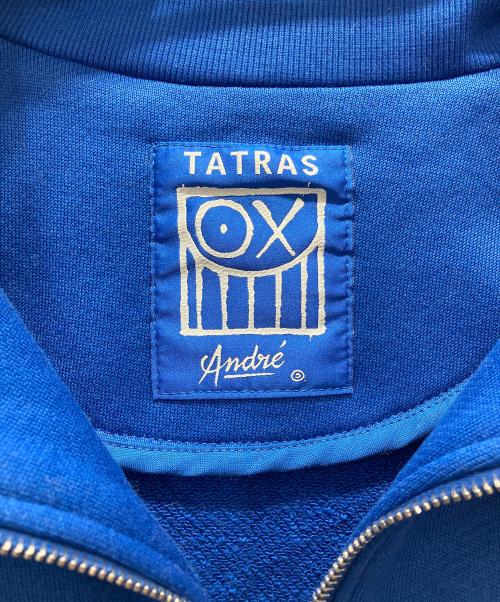 TATRAS
OX
André